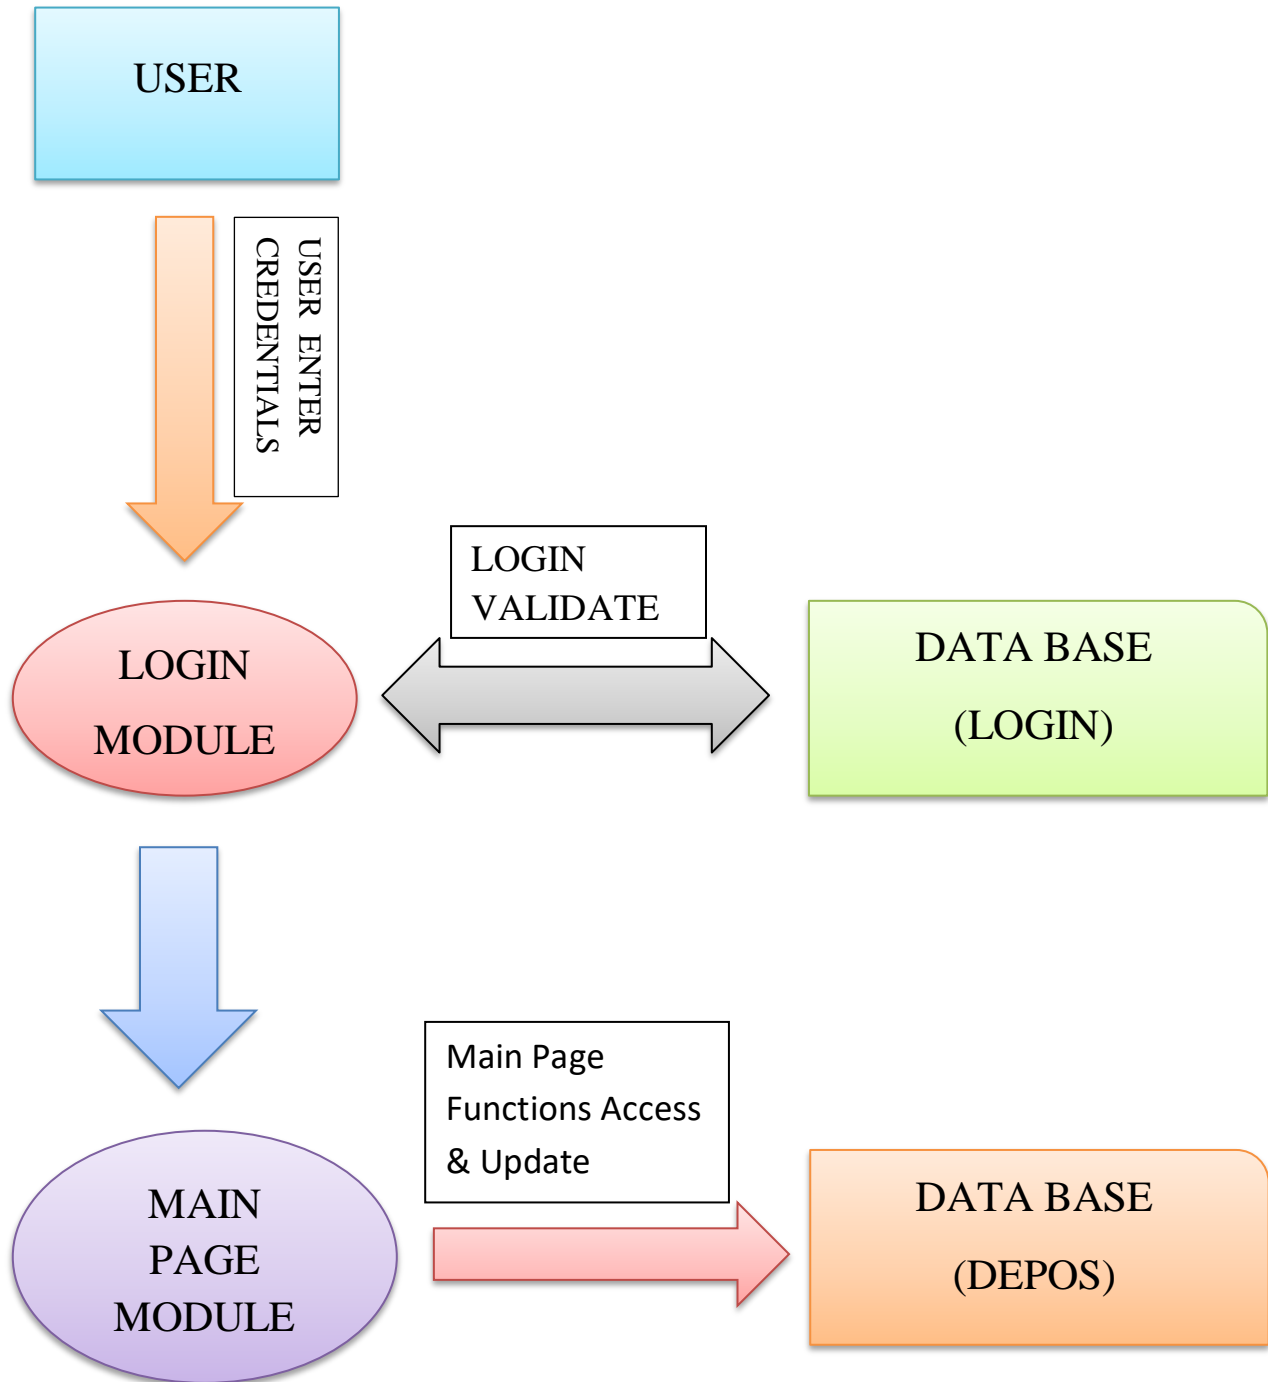 USER
USER ENTER
CREDENTIALS
LOGIN
VALIDATE
LOGIN
MODULE
DATA BASE
(LOGIN)
Main Page
Functions Access
& Update
MAIN
PAGE
MODULE
DATA BASE
(DEPOS)